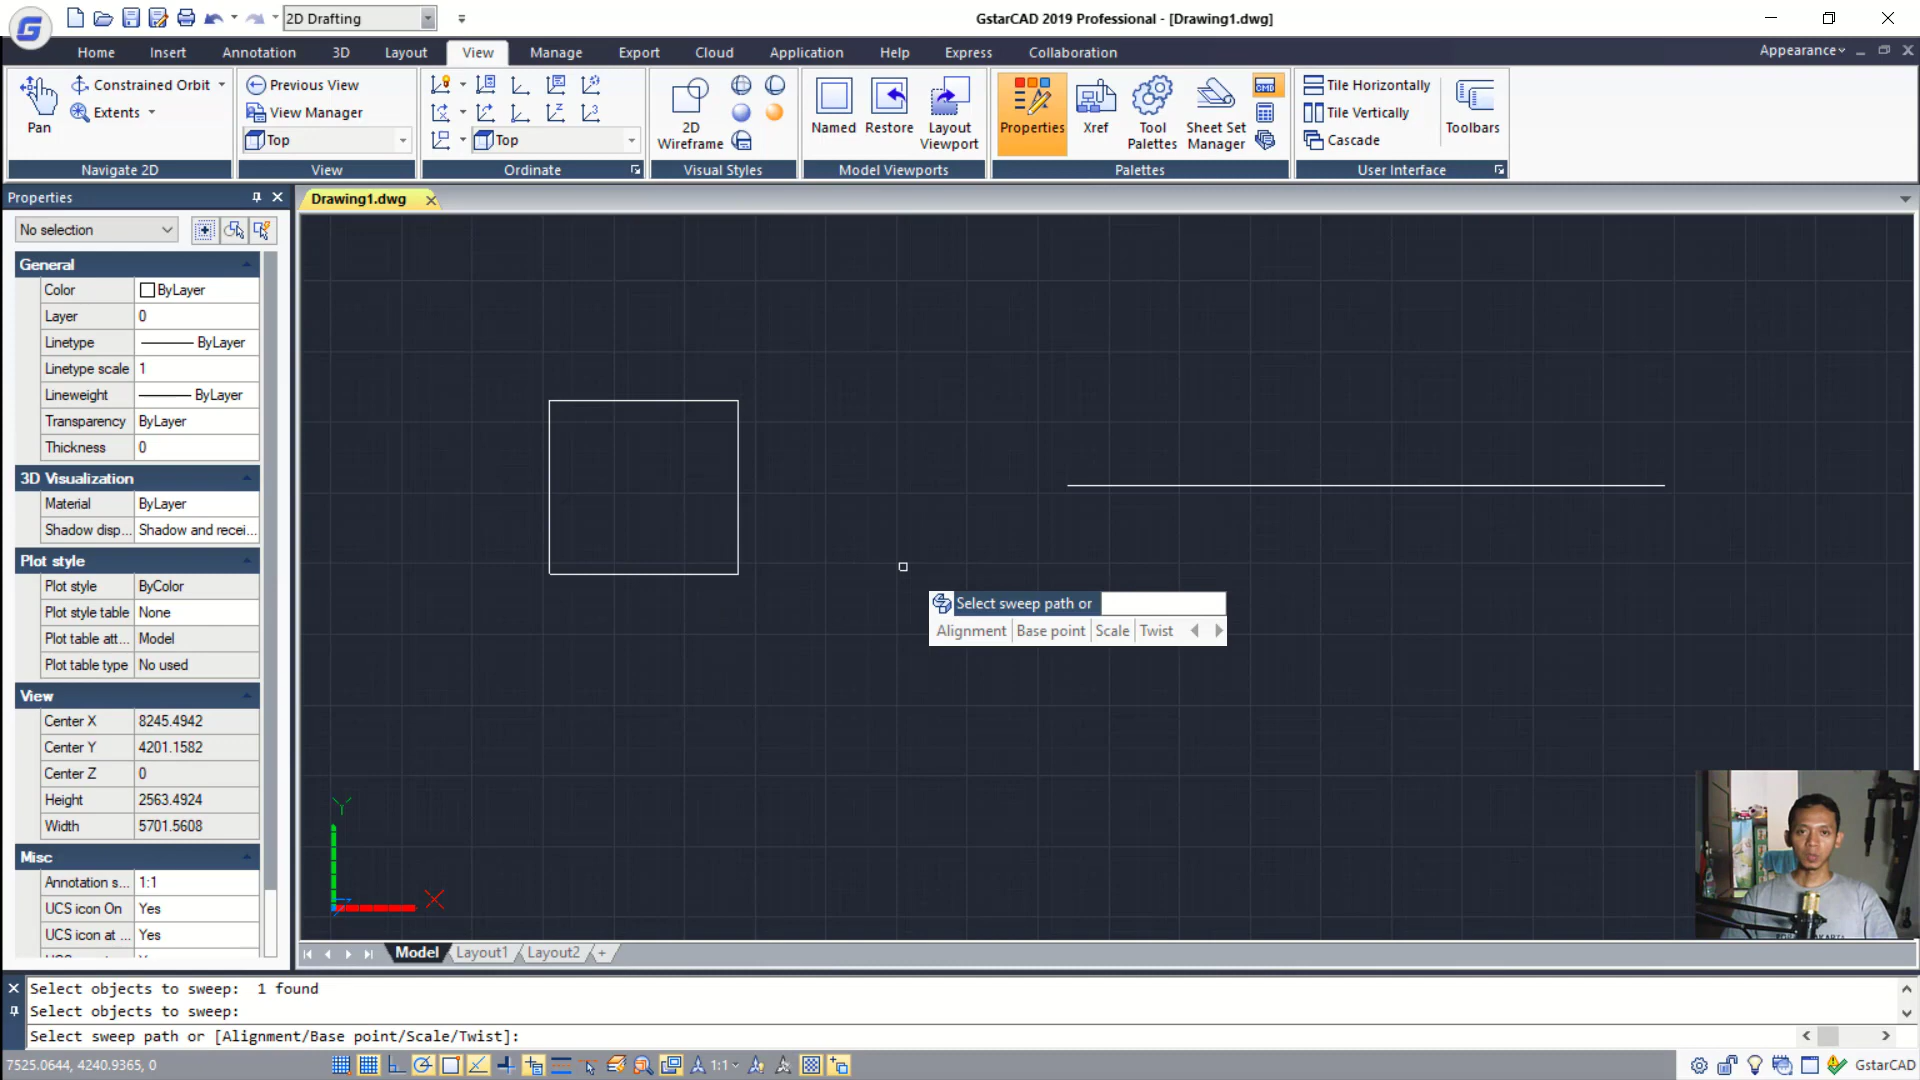 2D Drafting
GstarCAD 2019 Professional - [Drawing1.dwg]
Home Insert Annotation 3D Layout View Manage Export Cloud Application Help Express Collaboration
Appearance
Pan
Constrained Orbit
Extents
Navigate 2D
Previous View
View Manager
Top
View
Top
Ordinate
2D
Wireframe
Visual Styles
Named
Restore
Layout
Viewport
Model Viewports
Properties
Xref
Tool
Palettes
Sheet Set
Manager
CMD
Palettes
Tile Horizontally
Tile Vertically
Cascade
Toolbars
User Interface
Properties
Drawing1.dwg
No selection
General
Color ByLayer
Layer 0
Linetype ByLayer
Linetype scale 1
Lineweight ByLayer
Transparency ByLayer
Thickness 0
3D Visualization
Material ByLayer
Shadow disp... Shadow and recei...
Plot style
Plot style ByColor
Plot style table None
Plot table att... Model
Plot table type No used
View
Center X 8245.4942
Center Y 4201.1582
Center Z 0
Height 2563.4924
Width 5701.5608
Misc
Annotation s... 1:1
UCS icon On Yes
UCS icon at ... Yes
Select sweep path or
Alignment Base point Scale Twist
Y
X
Model Layout1 Layout2 +
Select objects to sweep:  1 found
Select objects to sweep:
Select sweep path or [Alignment/Base point/Scale/Twist]:
7525.0644, 4240.9365, 0
1:1
GstarCAD